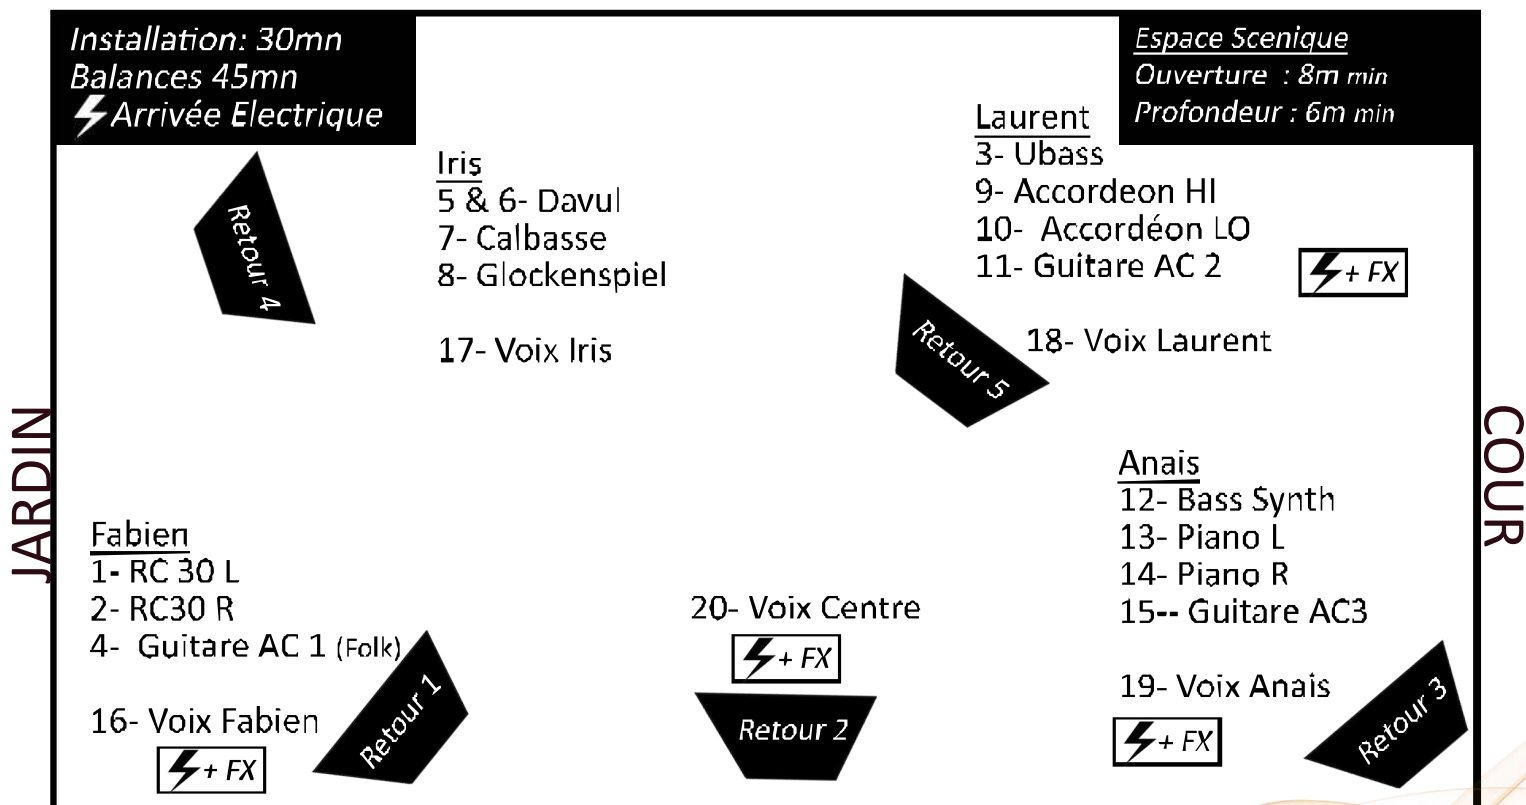 Installation: 30mn
Balances 45mn
Arrivée Electrique
Espace Scenique
Ouverture : 8m min
Profondeur : 6m min
Laurent
3- Ubass
9- Accordeon HI
10- Accordéon LO
11- Guitare AC 2
+ FX
18- Voix Laurent
Retour 5
Iris
5 & 6- Davul
7- Calbasse
8- Glockenspiel
17- Voix Iris
Retour 4
JARDIN
COUR
Fabien
1- RC 30 L
2- RC30 R
4- Guitare AC 1 (Folk)
16- Voix Fabien
+ FX
Retour 1
20- Voix Centre
+ FX
Retour 2
Anais
12- Bass Synth
13- Piano L
14- Piano R
15-- Guitare AC3
19- Voix Anais
+ FX
Retour 3